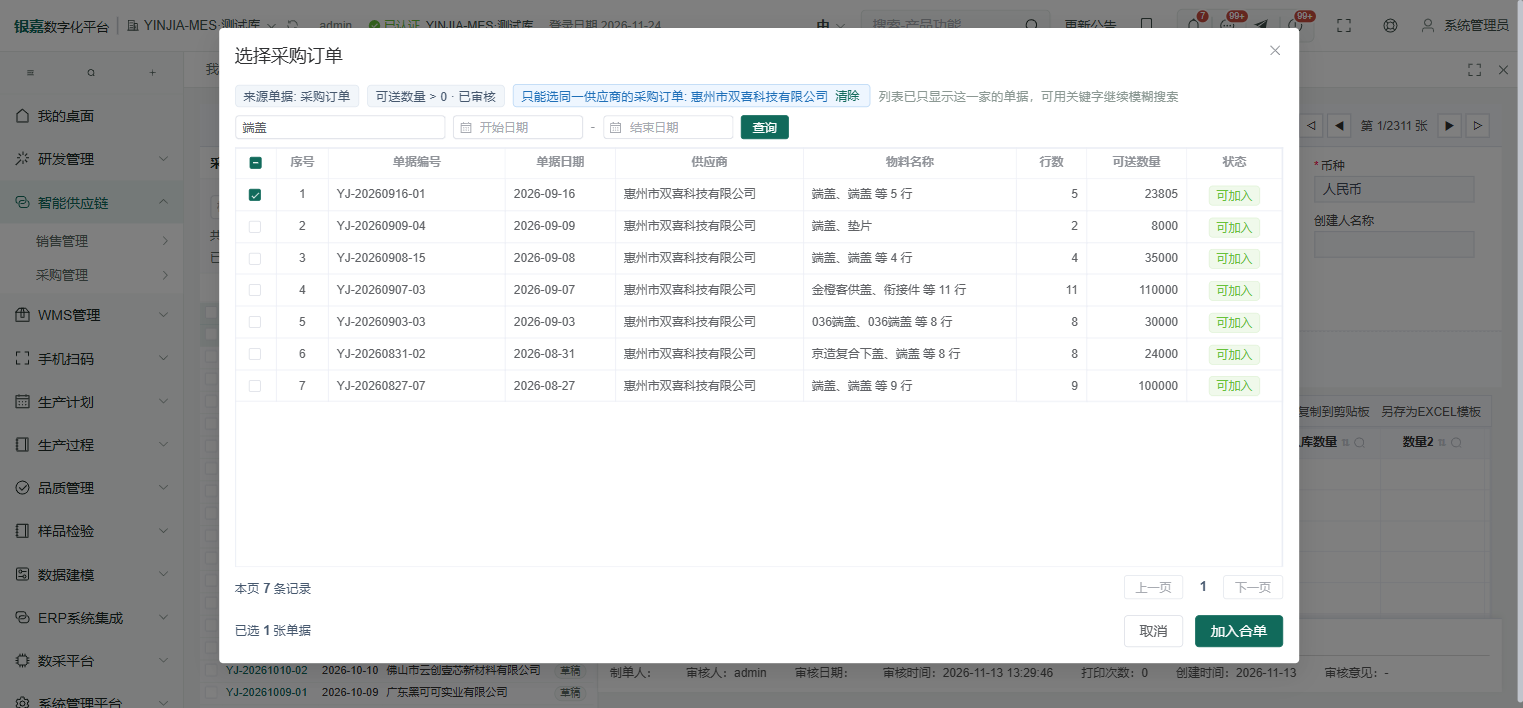 银嘉数字化平台 YINJIA-MES:测试库 admin 已认证 YINJIA-MES:测试库 登录日期 2026-11-24 中 搜索-产品功能 更新公告 7 99+ 99+ 系统管理员
我的桌面
研发管理
智能供应链
销售管理
采购管理
WMS管理
手机扫码
生产计划
生产过程
品质管理
样品检验
数据建模
ERP系统集成
数采平台
系统管理平台
选择采购订单
来源单据: 采购订单 可送数量 > 0 · 已审核 只能选同一供应商的采购订单: 惠州市双喜科技有限公司 清除 列表已只显示这一家的单据，可用关键字继续模糊搜索
端盖 开始日期 - 结束日期 查询
序号 单据编号 单据日期 供应商 物料名称 行数 可送数量 状态
1 YJ-20260916-01 2026-09-16 惠州市双喜科技有限公司 端盖、端盖 等 5 行 5 23805 可加入
2 YJ-20260909-04 2026-09-09 惠州市双喜科技有限公司 端盖、垫片 2 8000 可加入
3 YJ-20260908-15 2026-09-08 惠州市双喜科技有限公司 端盖、端盖 等 4 行 4 35000 可加入
4 YJ-20260907-03 2026-09-07 惠州市双喜科技有限公司 金橙客供盖、衔接件 等 11 行 11 110000 可加入
5 YJ-20260903-03 2026-09-03 惠州市双喜科技有限公司 036端盖、036端盖 等 8 行 8 30000 可加入
6 YJ-20260831-02 2026-08-31 惠州市双喜科技有限公司 京造复合下盖、端盖 等 8 行 8 24000 可加入
7 YJ-20260827-07 2026-08-27 惠州市双喜科技有限公司 端盖、端盖 等 9 行 9 100000 可加入
本页 7 条记录 上一页 1 下一页
已选 1 张单据 取消 加入合单
第 1/2311 张
*币种
人民币
创建人名称
复制到剪贴板 另存为EXCEL模板
库数量 数量2
YJ-20261010-02 2026-10-10 佛山市云创壹芯新材料有限公司 草稿
YJ-20261009-01 2026-10-09 广东黑可可实业有限公司 草稿
制单人: 审核人: admin 审核日期: 审核时间: 2026-11-13 13:29:46 打印次数: 0 创建时间: 2026-11-13 审核意见: -